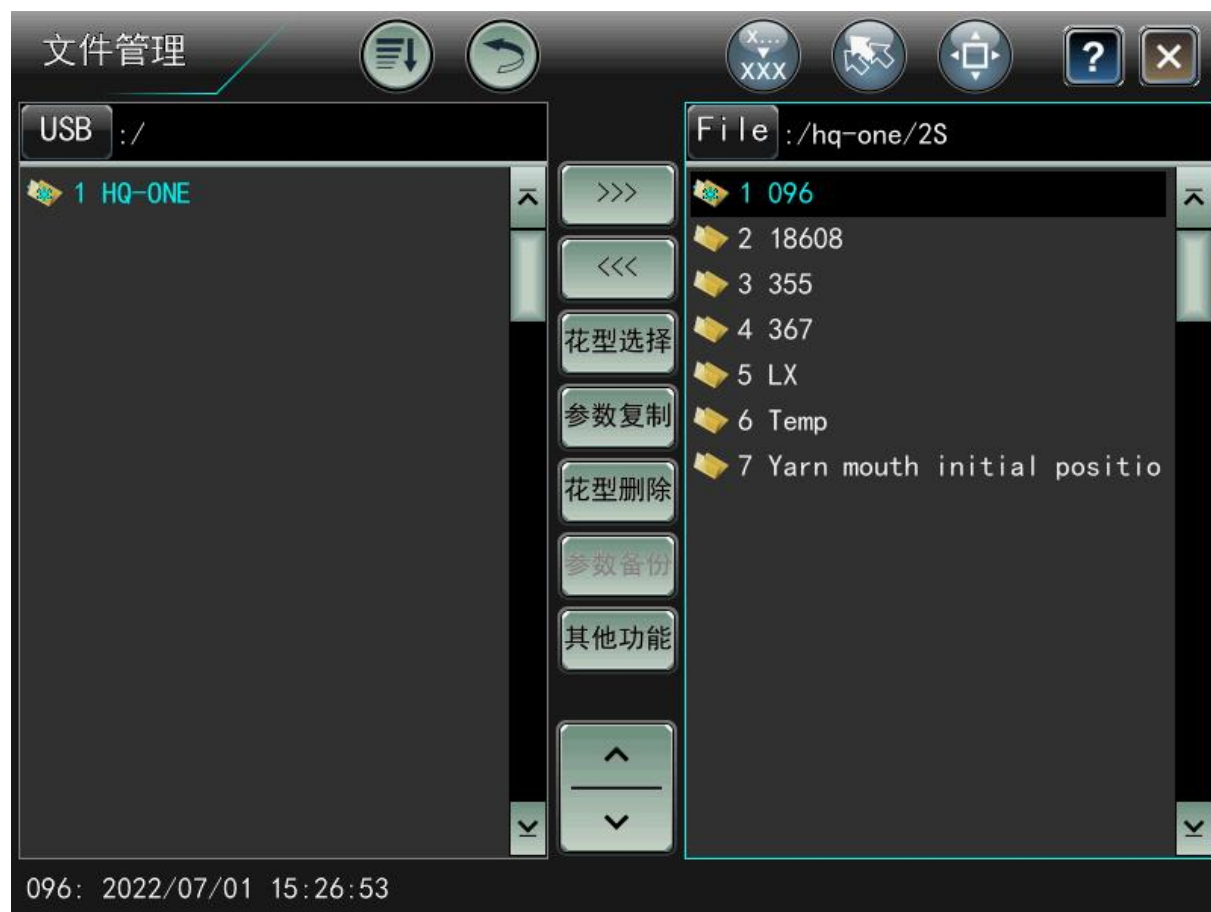 文件管理
X...
XXX
?
USB :/
File :/hq-one/2S
1 HQ-ONE
>>>
<<<
花型选择
参数复制
花型删除
参数备份
其他功能
1 096
2 18608
3 355
4 367
5 LX
6 Temp
7 Yarn mouth initial positio
096: 2022/07/01 15:26:53